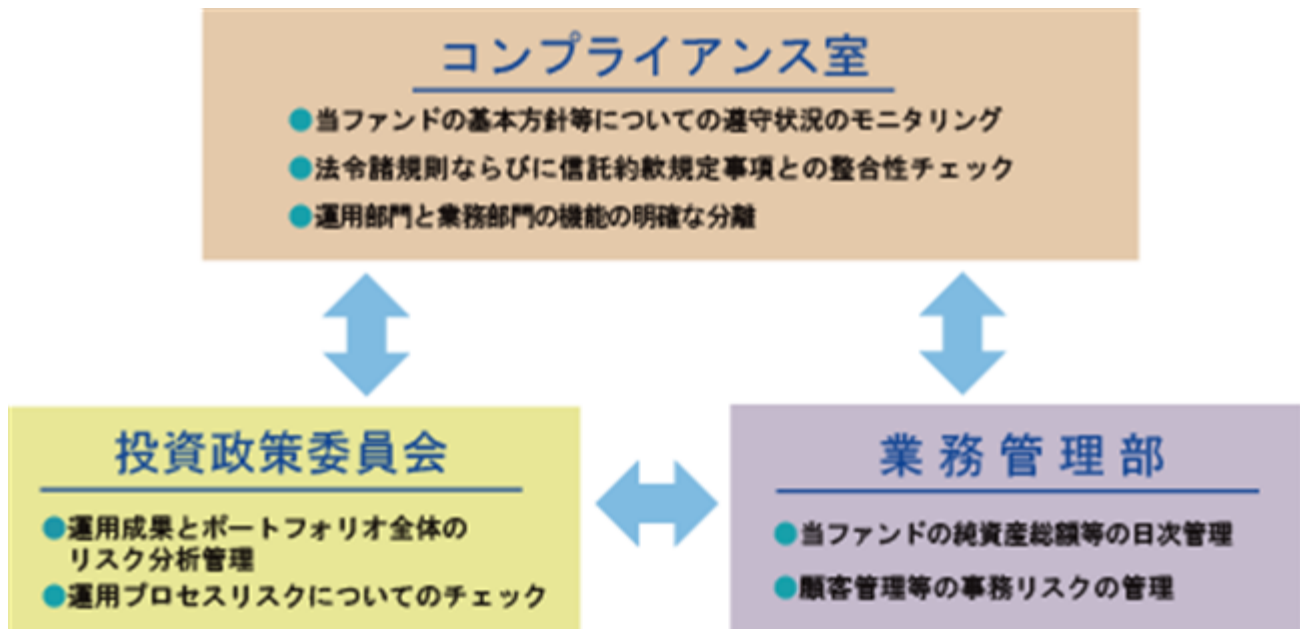 コンプライアンス室
●当ファンドの基本方針等についての遵守状況のモニタリング
●法令諸規則ならびに信託約款規定事項との整合性チェック
●運用部門と業務部門の機能の明確な分離
投資政策委員会
●運用成果とポートフォリオ全体の
リスク分析管理
●運用プロセスリスクについてのチェック
業務管理部
●当ファンドの純資産総額等の日次管理
●顧客管理等の事務リスクの管理